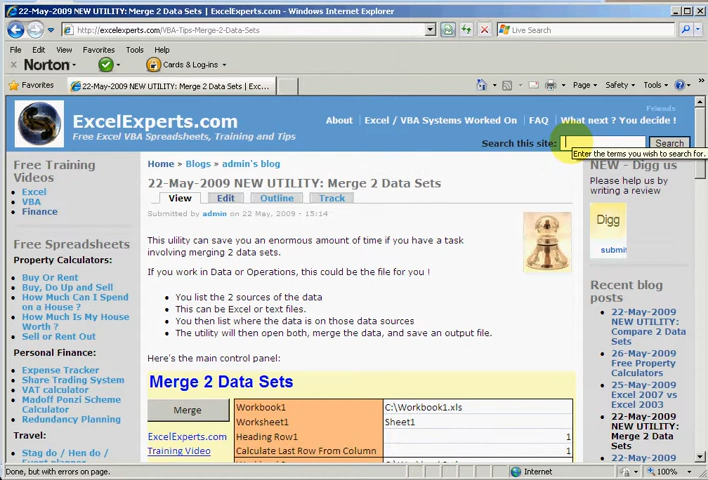 22-May-2009 NEW UTILITY: Merge 2 Data Sets | ExcelExperts.com - Windows Internet Explorer
http://excelexperts.com/VBA-Tips-Merge-2-Data-Sets
Live Search
File Edit View Favorites Tools Help
Norton Cards & Log-ins
Favorites 22-May-2009 NEW UTILITY: Merge 2 Data Sets | Exc... Page Safety Tools
ExcelExperts.com
Free Excel VBA Spreadsheets, Training and Tips
Friends
About Excel / VBA Systems Worked On FAQ What next ? You decide !
Search this site: Search
Enter the terms you wish to search for.
Free Training
Videos
Excel
VBA
Finance
Free Spreadsheets
Property Calculators:
Buy Or Rent
Buy, Do Up and Sell
How Much Can I Spend
on a House ?
How Much Is My House
Worth ?
Sell or Rent Out
Personal Finance:
Expense Tracker
Share Trading System
VAT calculator
Madoff Ponzi Scheme
Calculator
Redundancy Planning
Travel:
Stag do / Hen do /
Home » Blogs » admin's blog
22-May-2009 NEW UTILITY: Merge 2 Data Sets
View Edit Outline Track
Submitted by admin on 22 May, 2009 - 15:14
This utility can save you an enormous amount of time if you have a task
involving merging 2 data sets.
If you work in Data or Operations, this could be the file for you !
You list the 2 sources of the data
This can be Excel or text files.
You then list where the data is on those data sources
The utility will then open both, merge the data, and save an output file.
Here's the main control panel:
Merge 2 Data Sets
Merge
ExcelExperts.com
Training Video
Workbook1 C:\Workbook1.xls
Worksheet1 Sheet1
Heading Row1 1
Calculate Last Row From Column 1
NEW - Digg us
Please help us by
writing a review
Digg
submit
Recent blog
posts
22-May-2009
NEW UTILITY:
Compare 2 Data
Sets
26-May-2009
Free Property
Calculators
25-May-2009
Excel 2007 vs
Excel 2003
22-May-2009
NEW UTILITY:
Merge 2 Data
Sets
22-May-2009
Done, but with errors on page. Internet 100%